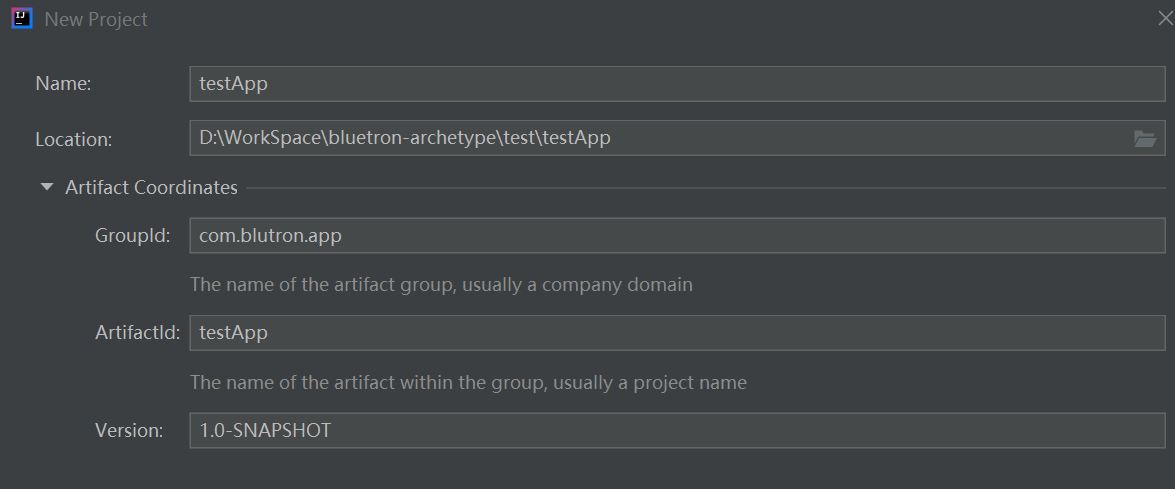 IJ
New Project
Name: testApp
Location: D:\WorkSpace\bluetron-archetype\test\testApp
Artifact Coordinates
GroupId: com.blutron.app
The name of the artifact group, usually a company domain
ArtifactId: testApp
The name of the artifact within the group, usually a project name
Version: 1.0-SNAPSHOT